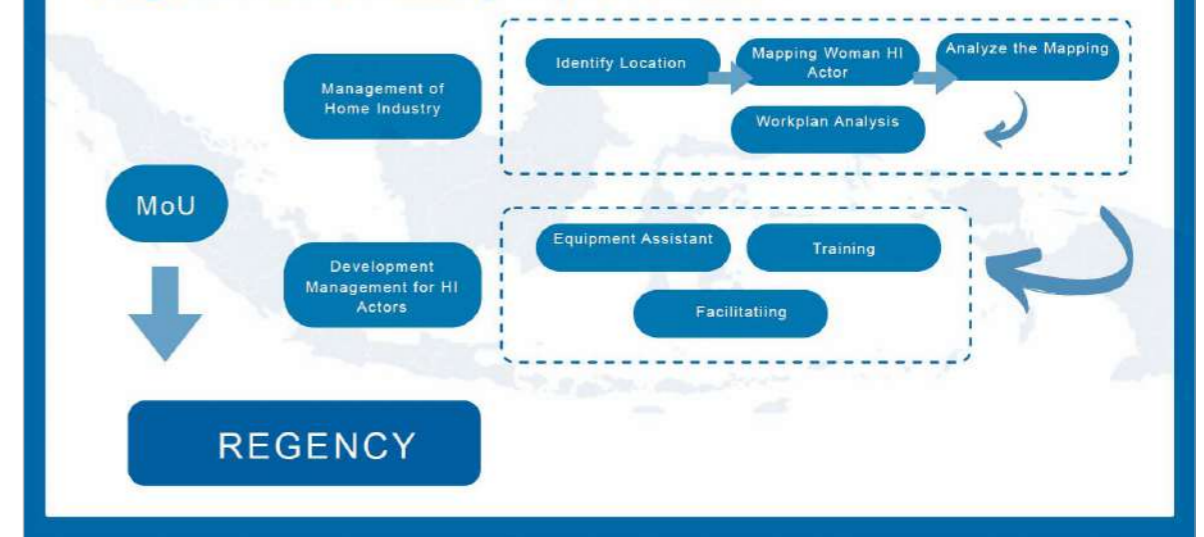 Identify Location
Mapping Woman HI
Actor
Analyze the Mapping
Management of
Home Industry
Workplan Analysis
MoU
Equipment Assistant
Training
Development
Management for HI
Actors
Facilitatiing
REGENCY